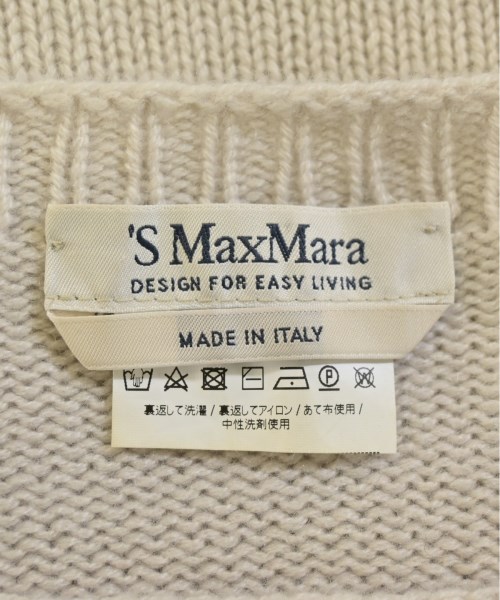 'S MaxMara
DESIGN FOR EASY LIVING
MADE IN ITALY
裏返して洗濯 / 裏返してアイロン / あて布使用 /
中性洗剤使用